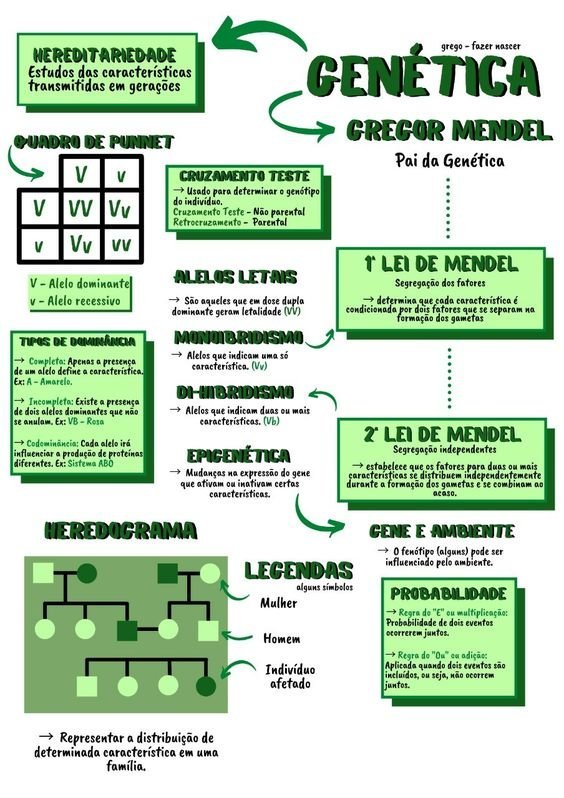 grego - fazer nascer
GENÉTICA
HEREDITARIEDADE
Estudos das características
transmitidas em gerações
GREGOR MENDEL
Pai da Genética
QUADRO DE PUNNET
V v
V VV Vv
v Vv vv
V - Alelo dominante
v - Alelo recessivo
CRUZAMENTO TESTE
→ Usado para determinar o genótipo
do indivíduo.
Cruzamento Teste - Não parental
Retrocruzamento - Parental
1ª LEI DE MENDEL
Segregação dos fatores
→ determina que cada característica é
condicionada por dois fatores que se separam na
formação dos gametas
ALELOS LETAIS
→ São aqueles que em dose dupla
dominante geram letalidade (VV)
MONOIBRIDISMO
→ Alelos que indicam uma só
característica. (Vv)
DI-HIBRIDISMO
→ Alelos que indicam duas ou mais
características. (Vb)
EPIGENÉTICA
→ Mudanças na expressão do gene
que ativam ou inativam certas
características.
TIPOS DE DOMINÂNCIA
→ Completa: Apenas a presença
de um alelo define a característica.
Ex: A - Amarelo.
→ Incompleta: Existe a presença
de dois alelos dominantes que não
se anulam. Ex: VB - Rosa
→ Codominância: Cada alelo irá
influenciar a produção de proteínas
diferentes. Ex: Sistema ABO
2ª LEI DE MENDEL
Segregação independentes
→ estabelece que os fatores para duas ou mais
características se distribuem independentemente
durante a formação dos gametas e se combinam ao
acaso.
GENE E AMBIENTE
→ O fenótipo (alguns) pode ser
influenciado pelo ambiente.
HEREDOGRAMA
LEGENDAS
alguns símbolos
Mulher
Homem
Indivíduo
afetado
→ Representar a distribuição de
determinada característica em uma
família.
PROBABILIDADE
→ Regra do "E" ou multiplicação:
Probabilidade de dois eventos
ocorrerem juntos.
→ Regra do "Ou" ou adição:
Aplicada quando dois eventos são
incluídos, ou seja, não ocorrem
juntos.